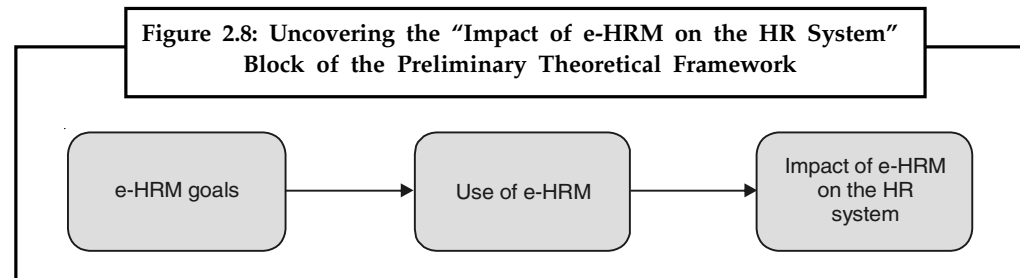 Figure 2.8: Uncovering the “Impact of e-HRM on the HR System”
Block of the Preliminary Theoretical Framework
e-HRM goals
Use of e-HRM
Impact of e-HRM
on the HR
system